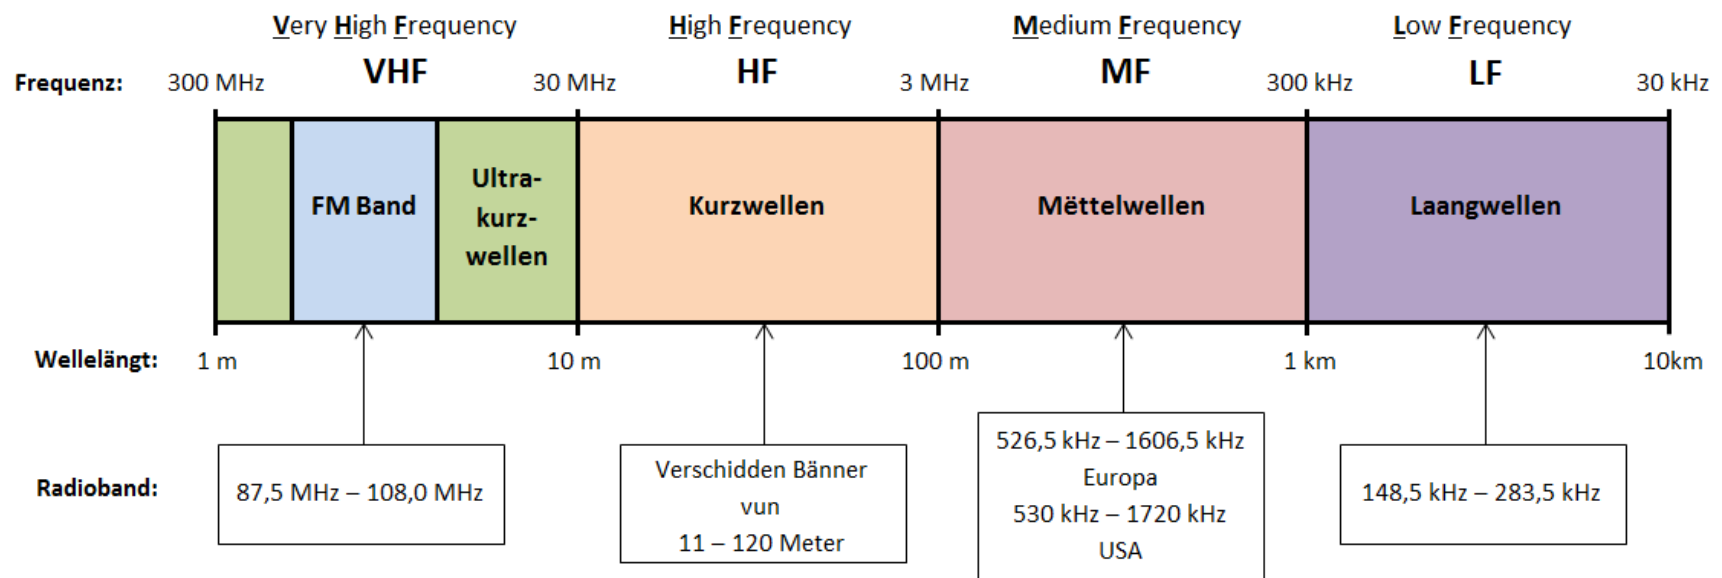 Very High Frequency
High Frequency
Medium Frequency
Low Frequency
Frequenz:
300 MHz
VHF
30 MHz
HF
3 MHz
MF
300 kHz
LF
30 kHz
FM Band
Ultra-
kurz-
wellen
Kurzwellen
Mëttelwellen
Laangwellen
Wellelängt:
1 m
10 m
100 m
1 km
10km
Radioband:
87,5 MHz – 108,0 MHz
Verschidden Bänner
vun
11 – 120 Meter
526,5 kHz – 1606,5 kHz
Europa
530 kHz – 1720 kHz
USA
148,5 kHz – 283,5 kHz